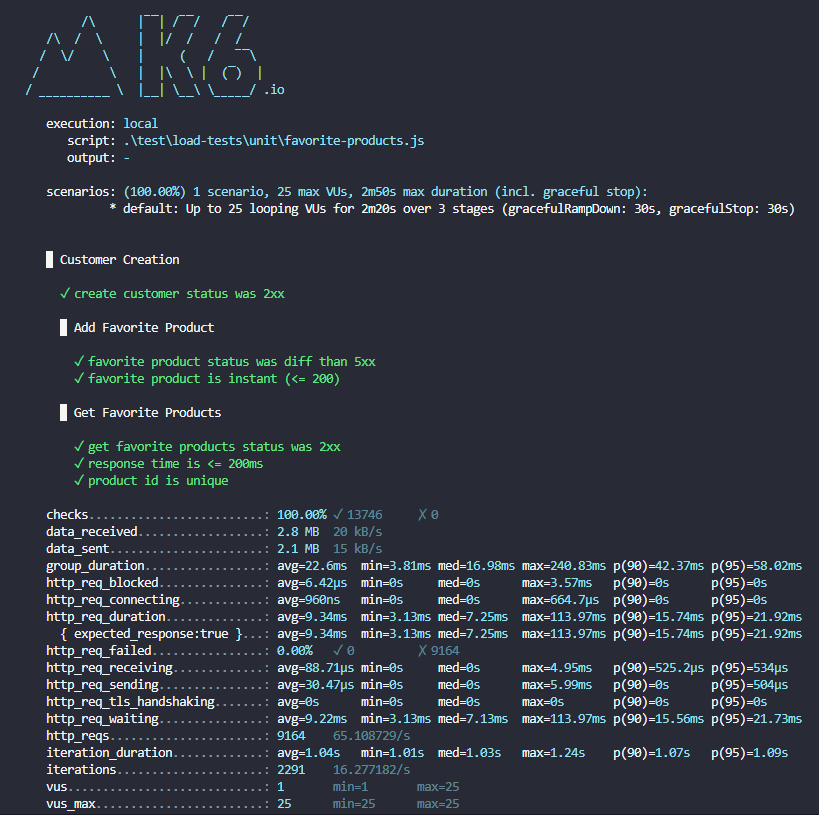 .io
execution: local
script: .\test\load-tests\unit\favorite-products.js
output: -
scenarios: (100.00%) 1 scenario, 25 max VUs, 2m50s max duration (incl. graceful stop):
* default: Up to 25 looping VUs for 2m20s over 3 stages (gracefulRampDown: 30s, gracefulStop: 30s)
█ Customer Creation
✓ create customer status was 2xx
█ Add Favorite Product
✓ favorite product status was diff than 5xx
✓ favorite product is instant (<= 200)
█ Get Favorite Products
✓ get favorite products status was 2xx
✓ response time is <= 200ms
✓ product id is unique
checks.........................: 100.00% ✓ 13746 ✗ 0
data_received..................: 2.8 MB 20 kB/s
data_sent......................: 2.1 MB 15 kB/s
group_duration.................: avg=22.6ms min=3.81ms med=16.98ms max=240.83ms p(90)=42.37ms p(95)=58.02ms
http_req_blocked...............: avg=6.42µs min=0s med=0s max=3.57ms p(90)=0s p(95)=0s
http_req_connecting............: avg=960ns min=0s med=0s max=664.7µs p(90)=0s p(95)=0s
http_req_duration..............: avg=9.34ms min=3.13ms med=7.25ms max=113.97ms p(90)=15.74ms p(95)=21.92ms
{ expected_response:true }...: avg=9.34ms min=3.13ms med=7.25ms max=113.97ms p(90)=15.74ms p(95)=21.92ms
http_req_failed................: 0.00% ✓ 0 ✗ 9164
http_req_receiving.............: avg=88.71µs min=0s med=0s max=4.95ms p(90)=525.2µs p(95)=534µs
http_req_sending...............: avg=30.47µs min=0s med=0s max=5.99ms p(90)=0s p(95)=504µs
http_req_tls_handshaking.......: avg=0s min=0s med=0s max=0s p(90)=0s p(95)=0s
http_req_waiting...............: avg=9.22ms min=3.13ms med=7.13ms max=113.97ms p(90)=15.56ms p(95)=21.73ms
http_reqs......................: 9164 65.108729/s
iteration_duration.............: avg=1.04s min=1.01s med=1.03s max=1.24s p(90)=1.07s p(95)=1.09s
iterations.....................: 2291 16.277182/s
vus............................: 1 min=1 max=25
vus_max........................: 25 min=25 max=25